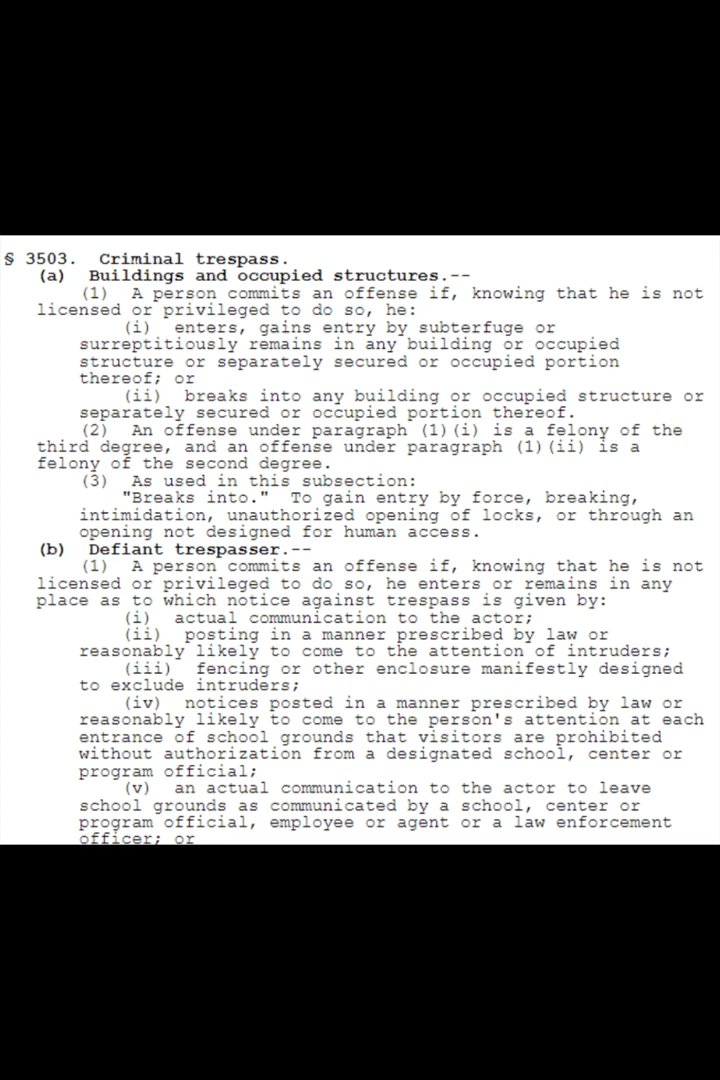 § 3503. Criminal trespass.
(a) Buildings and occupied structures.--
(1) A person commits an offense if, knowing that he is not
licensed or privileged to do so, he:
(i) enters, gains entry by subterfuge or
surreptitiously remains in any building or occupied
structure or separately secured or occupied portion
thereof; or
(ii) breaks into any building or occupied structure or
separately secured or occupied portion thereof.
(2) An offense under paragraph (1)(i) is a felony of the
third degree, and an offense under paragraph (1)(ii) is a
felony of the second degree.
(3) As used in this subsection:
"Breaks into." To gain entry by force, breaking,
intimidation, unauthorized opening of locks, or through an
opening not designed for human access.
(b) Defiant trespasser.--
(1) A person commits an offense if, knowing that he is not
licensed or privileged to do so, he enters or remains in any
place as to which notice against trespass is given by:
(i) actual communication to the actor;
(ii) posting in a manner prescribed by law or
reasonably likely to come to the attention of intruders;
(iii) fencing or other enclosure manifestly designed
to exclude intruders;
(iv) notices posted in a manner prescribed by law or
reasonably likely to come to the person's attention at each
entrance of school grounds that visitors are prohibited
without authorization from a designated school, center or
program official;
(v) an actual communication to the actor to leave
school grounds as communicated by a school, center or
program official, employee or agent or a law enforcement
officer; or